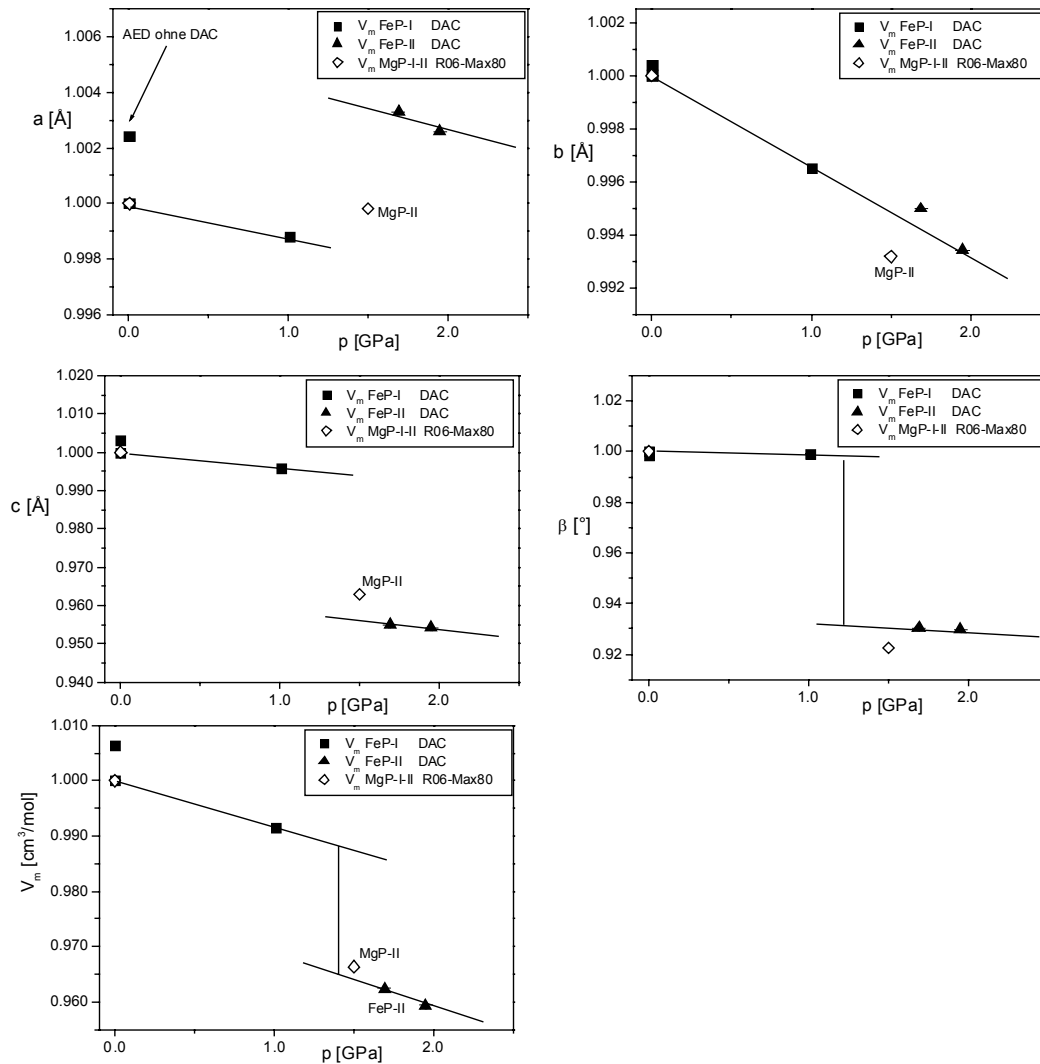 1.006
1.004
1.002
1.000
0.998
0.996
a [Å]
AED ohne DAC
V_m FeP-I DAC
V_m FeP-II DAC
V_m MgP-I-II R06-Max80
MgP-II
0.0 1.0 2.0
p [GPa]
1.002
1.000
0.998
0.996
0.994
0.992
b [Å]
V_m FeP-I DAC
V_m FeP-II DAC
V_m MgP-I-II R06-Max80
MgP-II
0.0 1.0 2.0
p [GPa]
1.020
1.010
1.000
0.990
0.980
0.970
0.960
0.950
0.940
c [Å]
V_m FeP-I DAC
V_m FeP-II DAC
V_m MgP-I-II R06-Max80
MgP-II
0.0 1.0 2.0
p [GPa]
1.02
1.00
0.98
0.96
0.94
0.92
β [°]
V_m FeP-I DAC
V_m FeP-II DAC
V_m MgP-I-II R06-Max80
0.0 1.0 2.0
p [GPa]
1.010
1.000
0.990
0.980
0.970
0.960
V_m [cm³/mol]
V_m FeP-I DAC
V_m FeP-II DAC
V_m MgP-I-II R06-Max80
MgP-II
FeP-II
0.0 1.0 2.0
p [GPa]